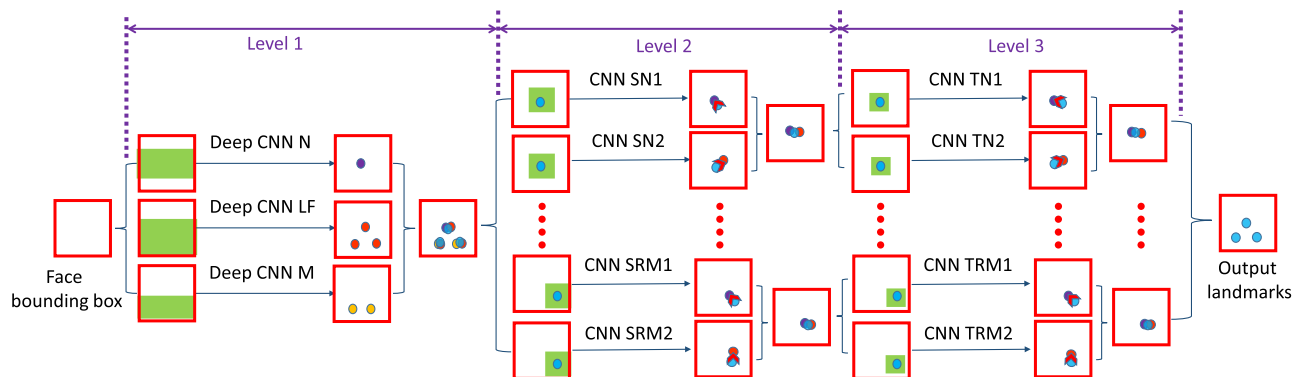 Level 1
Level 2
Level 3
CNN SN1
CNN TN1
Deep CNN N
CNN SN2
CNN TN2
Deep CNN LF
Deep CNN M
CNN SRM1
CNN TRM1
Face
bounding box
Output
landmarks
CNN SRM2
CNN TRM2